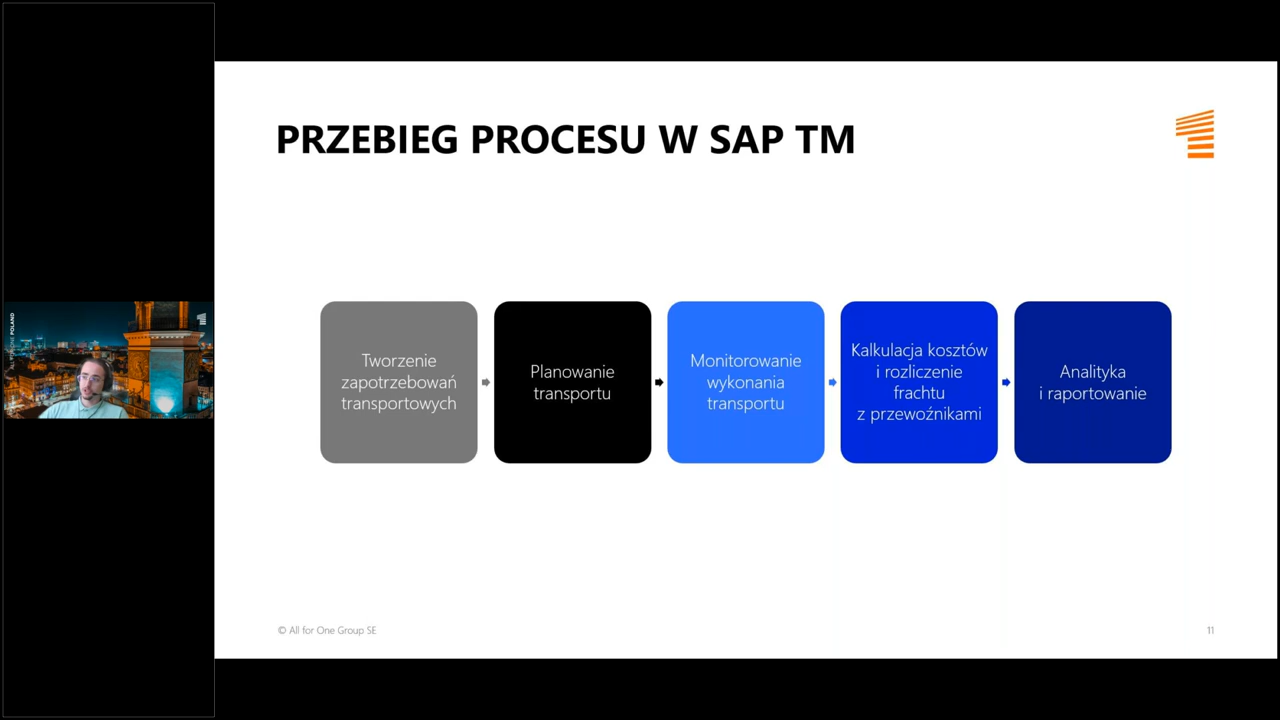 PRZEBIEG PROCESU W SAP TM
Tworzenie
zapotrzebowań
transportowych
Planowanie
transportu
Monitorowanie
wykonania
transportu
Kalkulacja kosztów
i rozliczenie
frachtu
z przewoźnikami
Analityka
i raportowanie
© All for One Group SE
11
POLAND